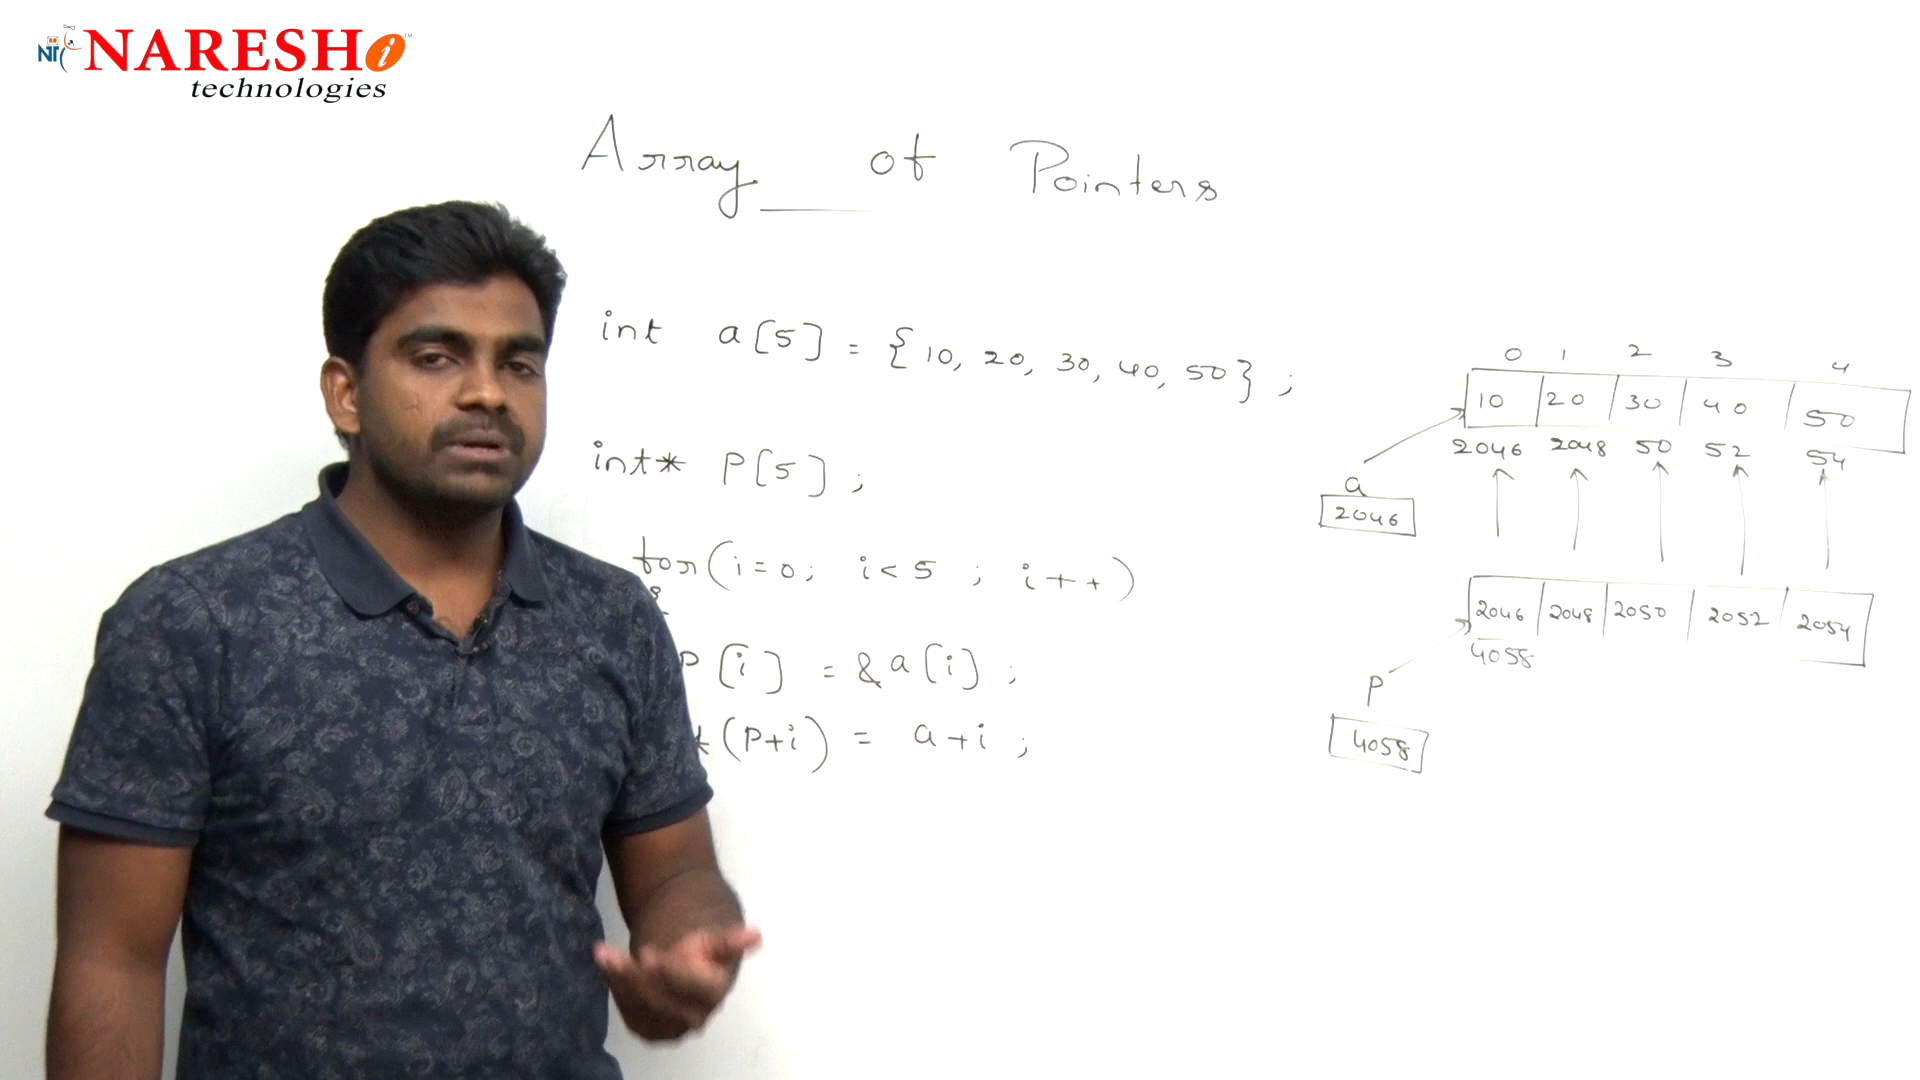 NARESH i ™
technologies
Array of Pointers
int a[5] = {10, 20, 30, 40, 50};
int* P[5];
for(i=0; i<5; i++)
{
P[i] = &a[i];
*(P+i) = a+i;
0 1 2 3 4
10 20 30 40 50
2046 2048 50 52 54
a
2046
2046 2048 2050 2052 2054
4058
P
4058